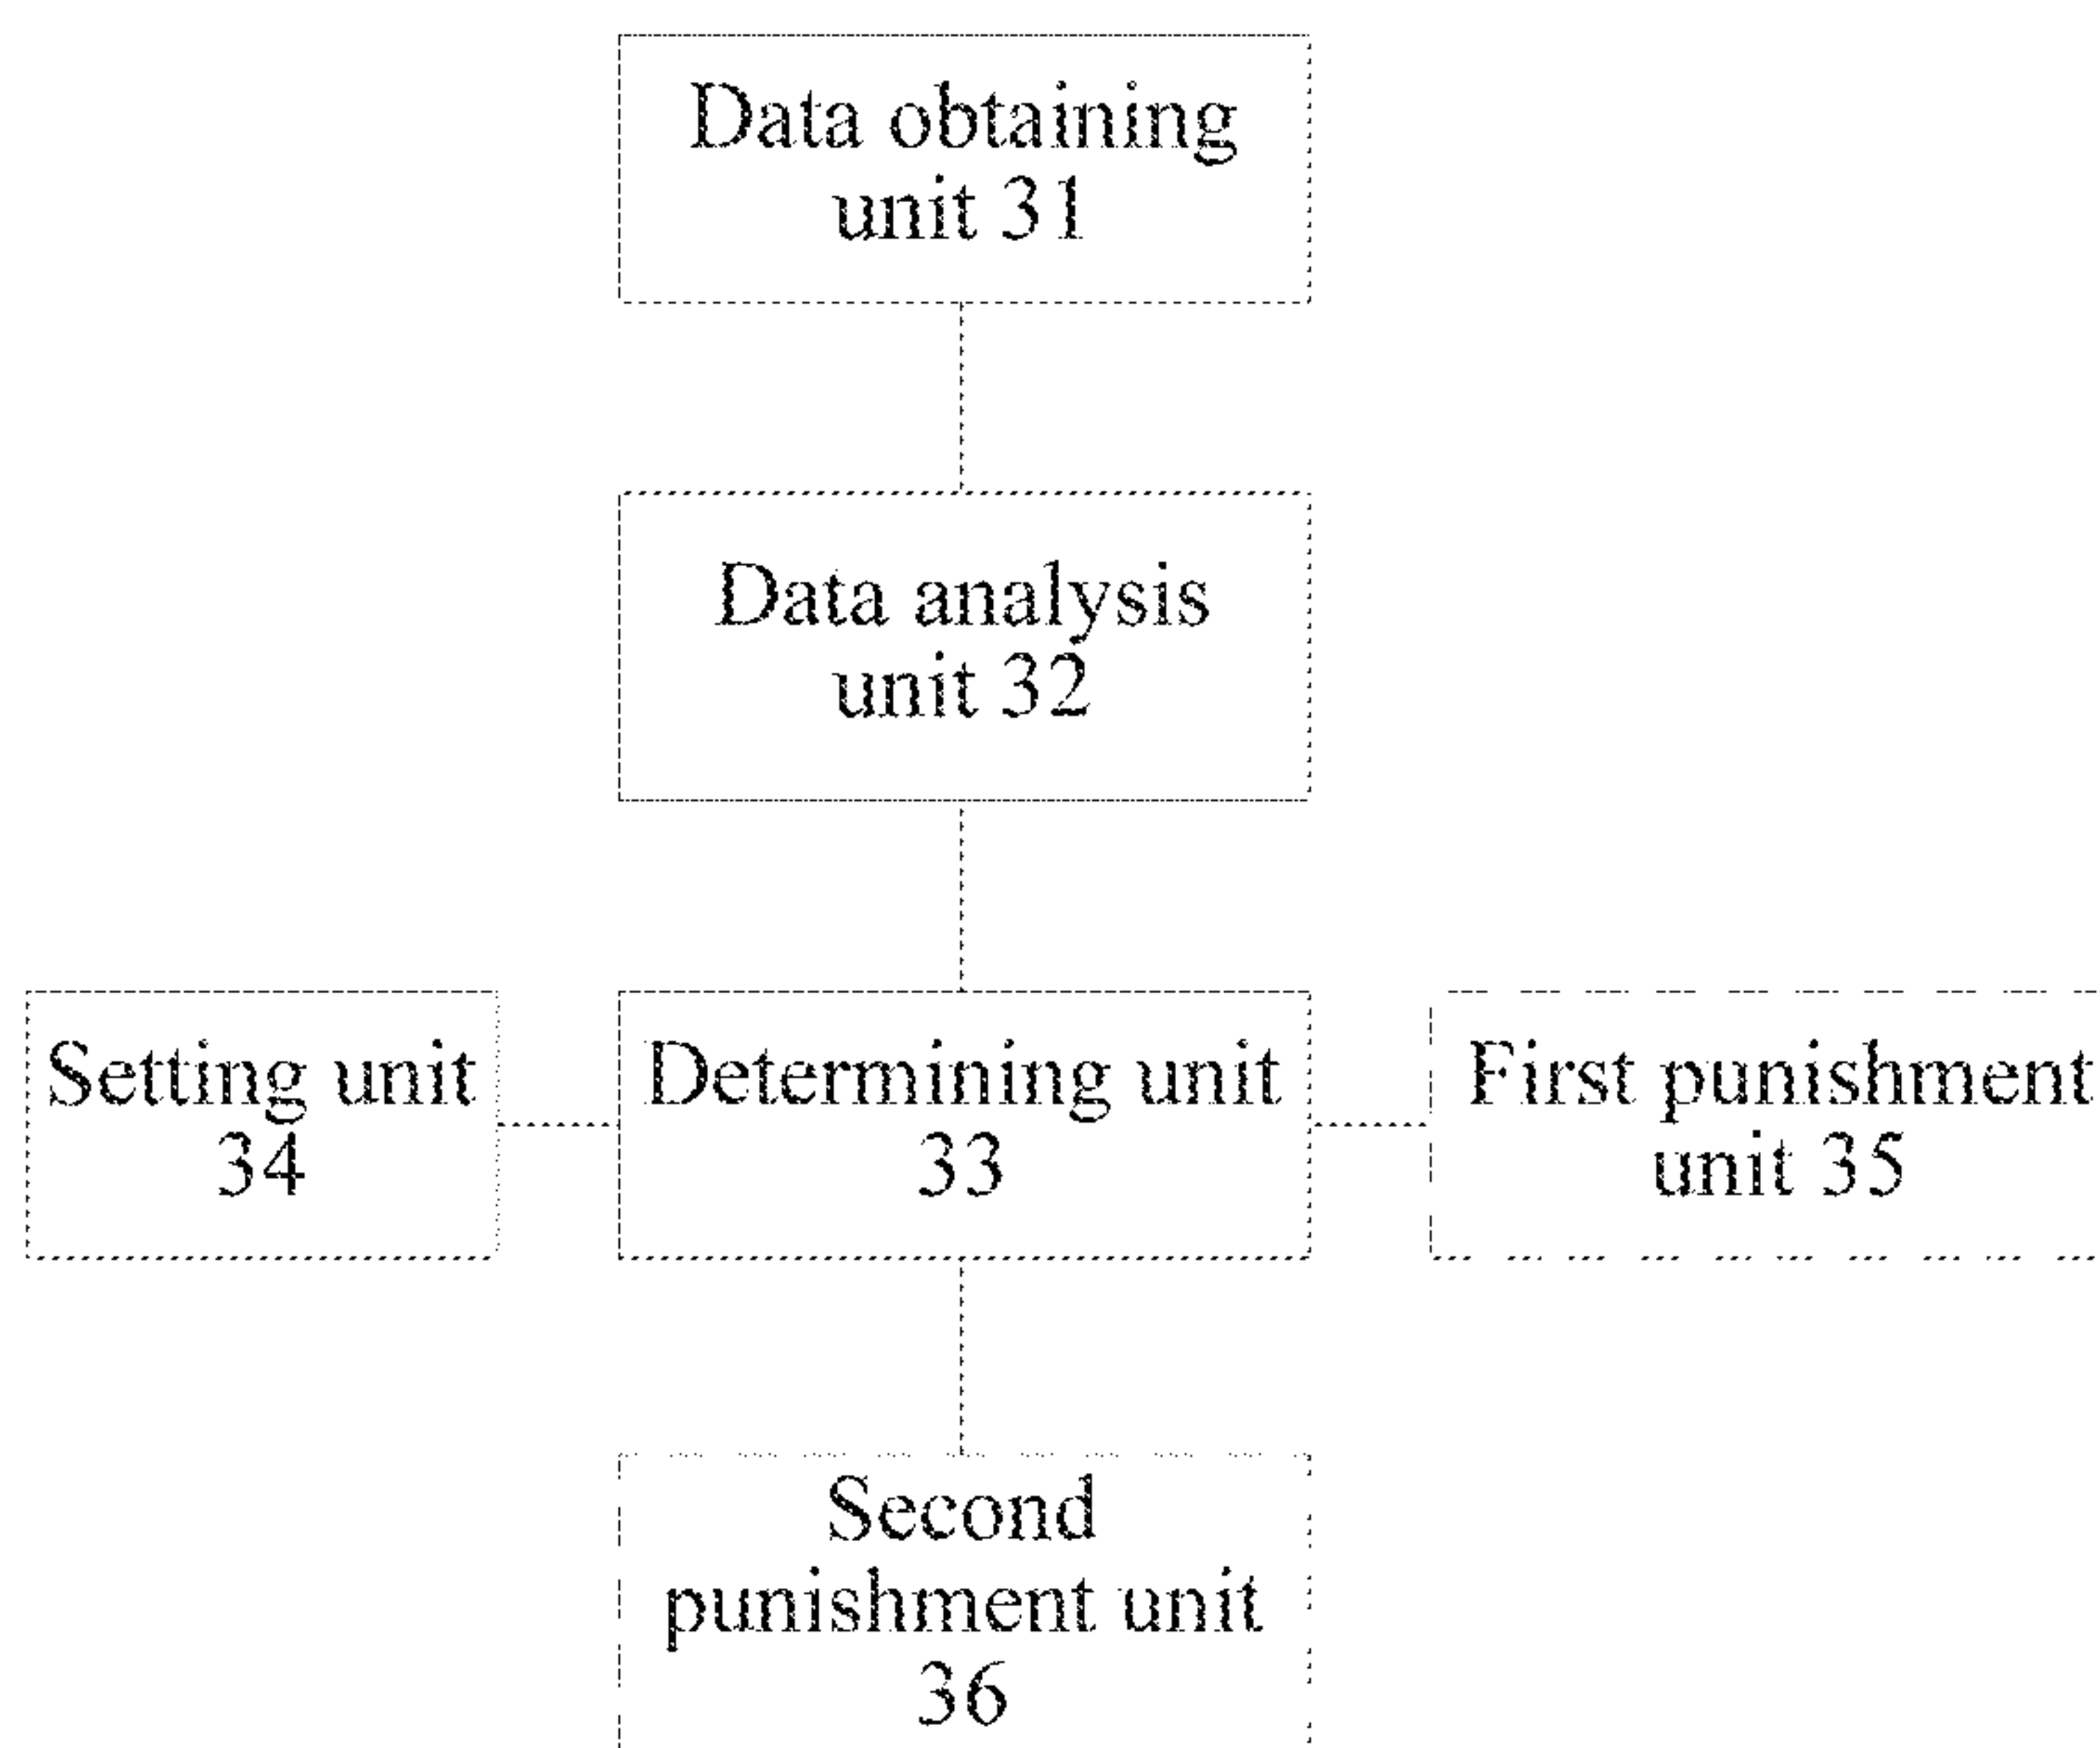 Data obtaining
unit 31
Data analysis
unit 32
Setting unit
34
Determining unit
33
First punishment
unit 35
Second
punishment unit
36